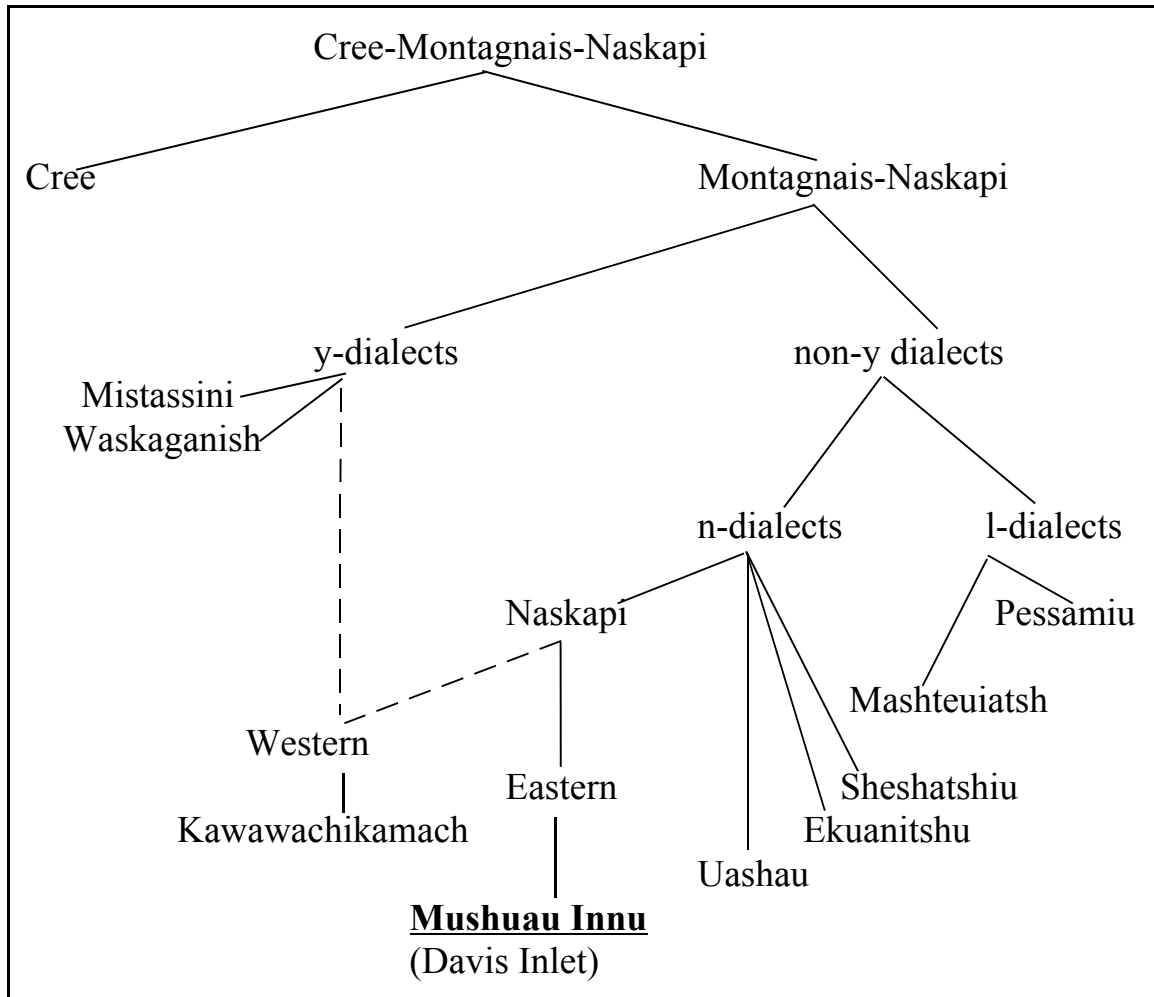 Cree-Montagnais-Naskapi
Cree
Montagnais-Naskapi
y-dialects
non-y dialects
Mistassini
Waskaganish
n-dialects
l-dialects
Naskapi
Pessamiu
Mashteuiatsh
Western
Eastern
Sheshatshiu
Kawawachikamach
Ekuanitshu
Uashau
Mushuau Innu
(Davis Inlet)